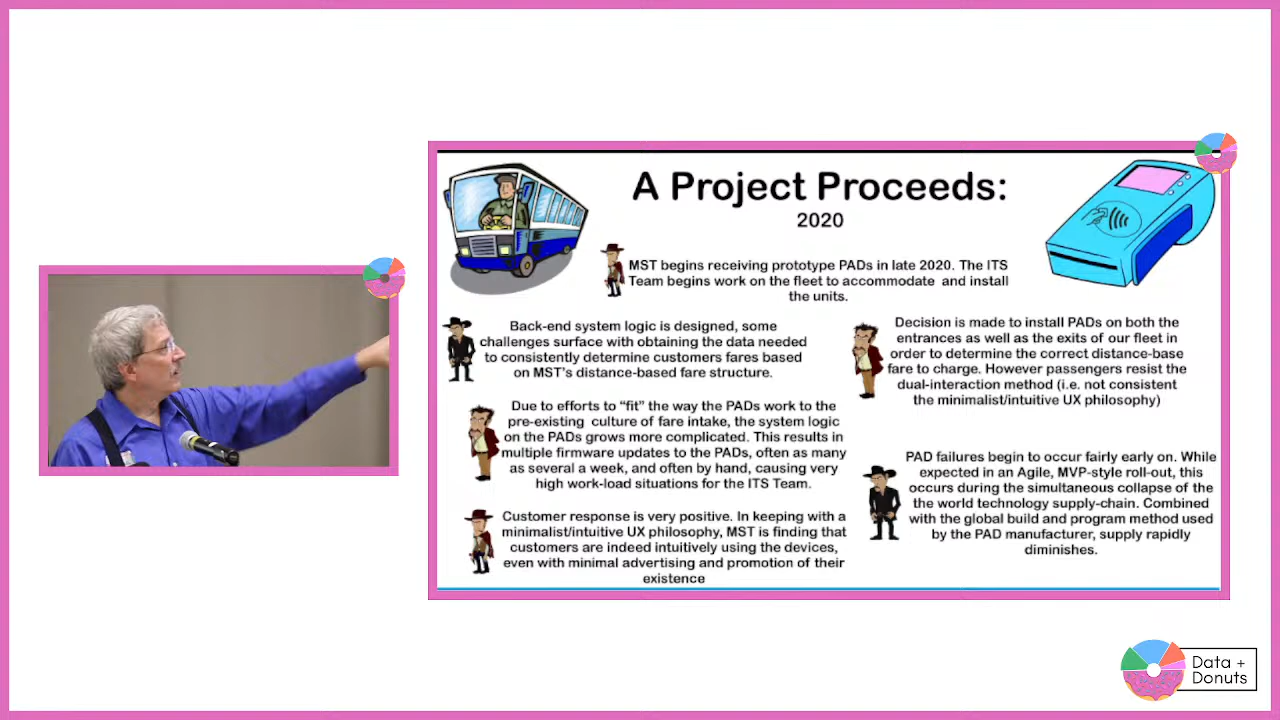 A Project Proceeds:
2020
MST begins receiving prototype PADs in late 2020. The ITS
Team begins work on the fleet to accommodate and install
the units.
Back-end system logic is designed, some
challenges surface with obtaining the data needed
to consistently determine customers fares based
on MST's distance-based fare structure.
Due to efforts to “fit” the way the PADs work to the
pre-existing culture of fare intake, the system logic
on the PADs grows more complicated. This results in
multiple firmware updates to the PADs, often as many
as several a week, and often by hand, causing very
high work-load situations for the ITS Team.
Customer response is very positive. In keeping with a
minimalist/intuitive UX philosophy, MST is finding that
customers are indeed intuitively using the devices,
even with minimal advertising and promotion of their
existence
Decision is made to install PADs on both the
entrances as well as the exits of our fleet in
order to determine the correct distance-base
fare to charge. However passengers resist the
dual-interaction method (i.e. not consistent
the minimalist/intuitive UX philosophy)
PAD failures begin to occur fairly early on. While
expected in an Agile, MVP-style roll-out, this
occurs during the simultaneous collapse of the
the world technology supply-chain. Combined
with the global build and program method used
by the PAD manufacturer, supply rapidly
diminishes.
Data +
Donuts